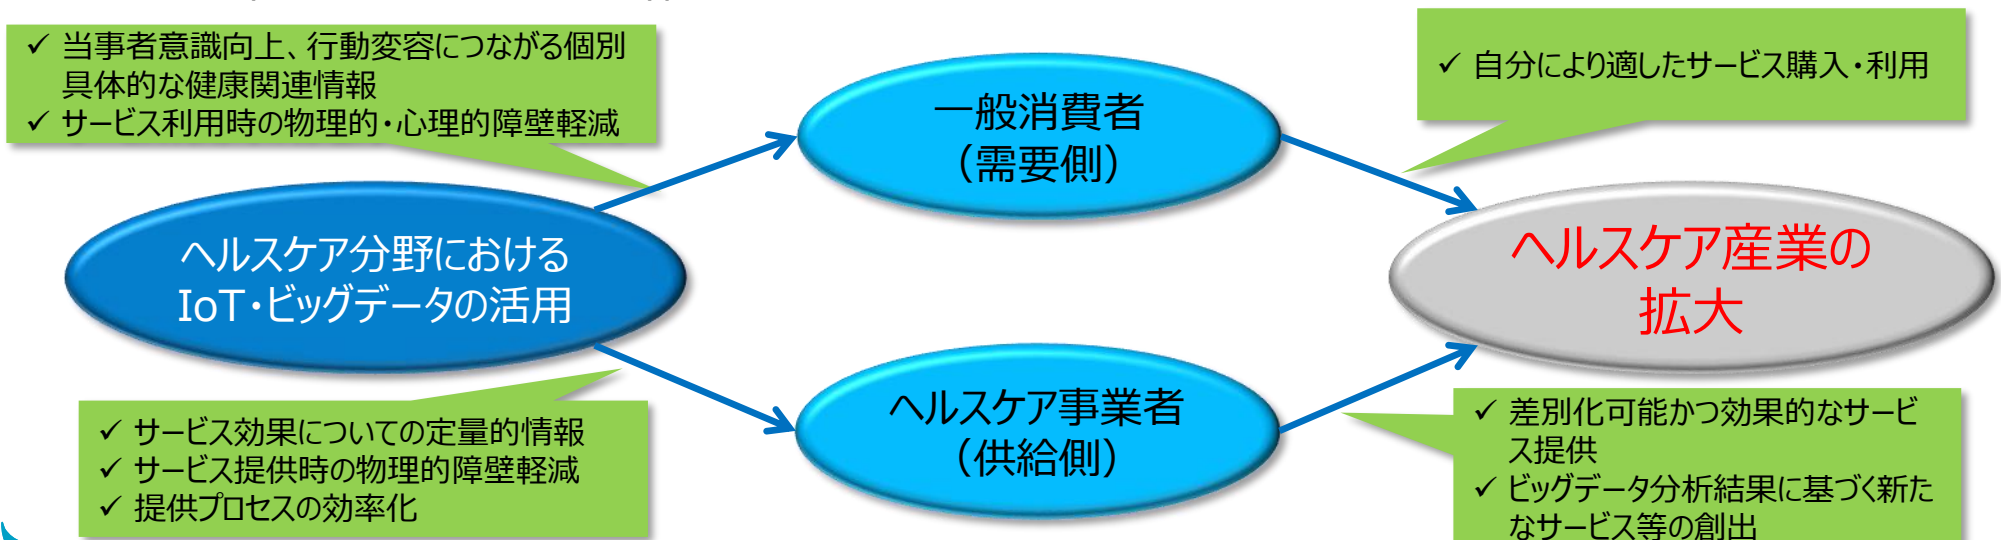 ✓ 当事者意識向上、行動変容につながる個別
具体的な健康関連情報
✓ サービス利用時の物理的・心理的障壁軽減
一般消費者
（需要側）
✓ 自分により適したサービス購入・利用
ヘルスケア分野における
IoT・ビッグデータの活用
ヘルスケア産業の
拡大
✓ サービス効果についての定量的情報
✓ サービス提供時の物理的障壁軽減
✓ 提供プロセスの効率化
ヘルスケア事業者
（供給側）
✓ 差別化可能かつ効果的なサービ
ス提供
✓ ビッグデータ分析結果に基づく新た
なサービス等の創出